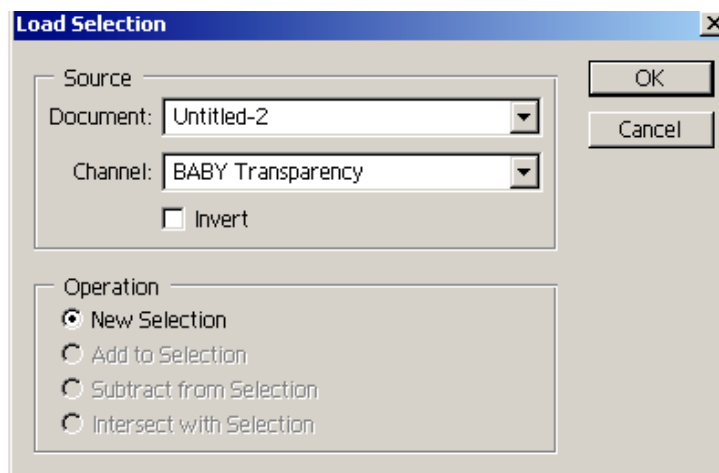 Load Selection
Source
OK
Document: Untitled-2
Cancel
Channel: BABY Transparency
Invert
Operation
New Selection
Add to Selection
Subtract from Selection
Intersect with Selection